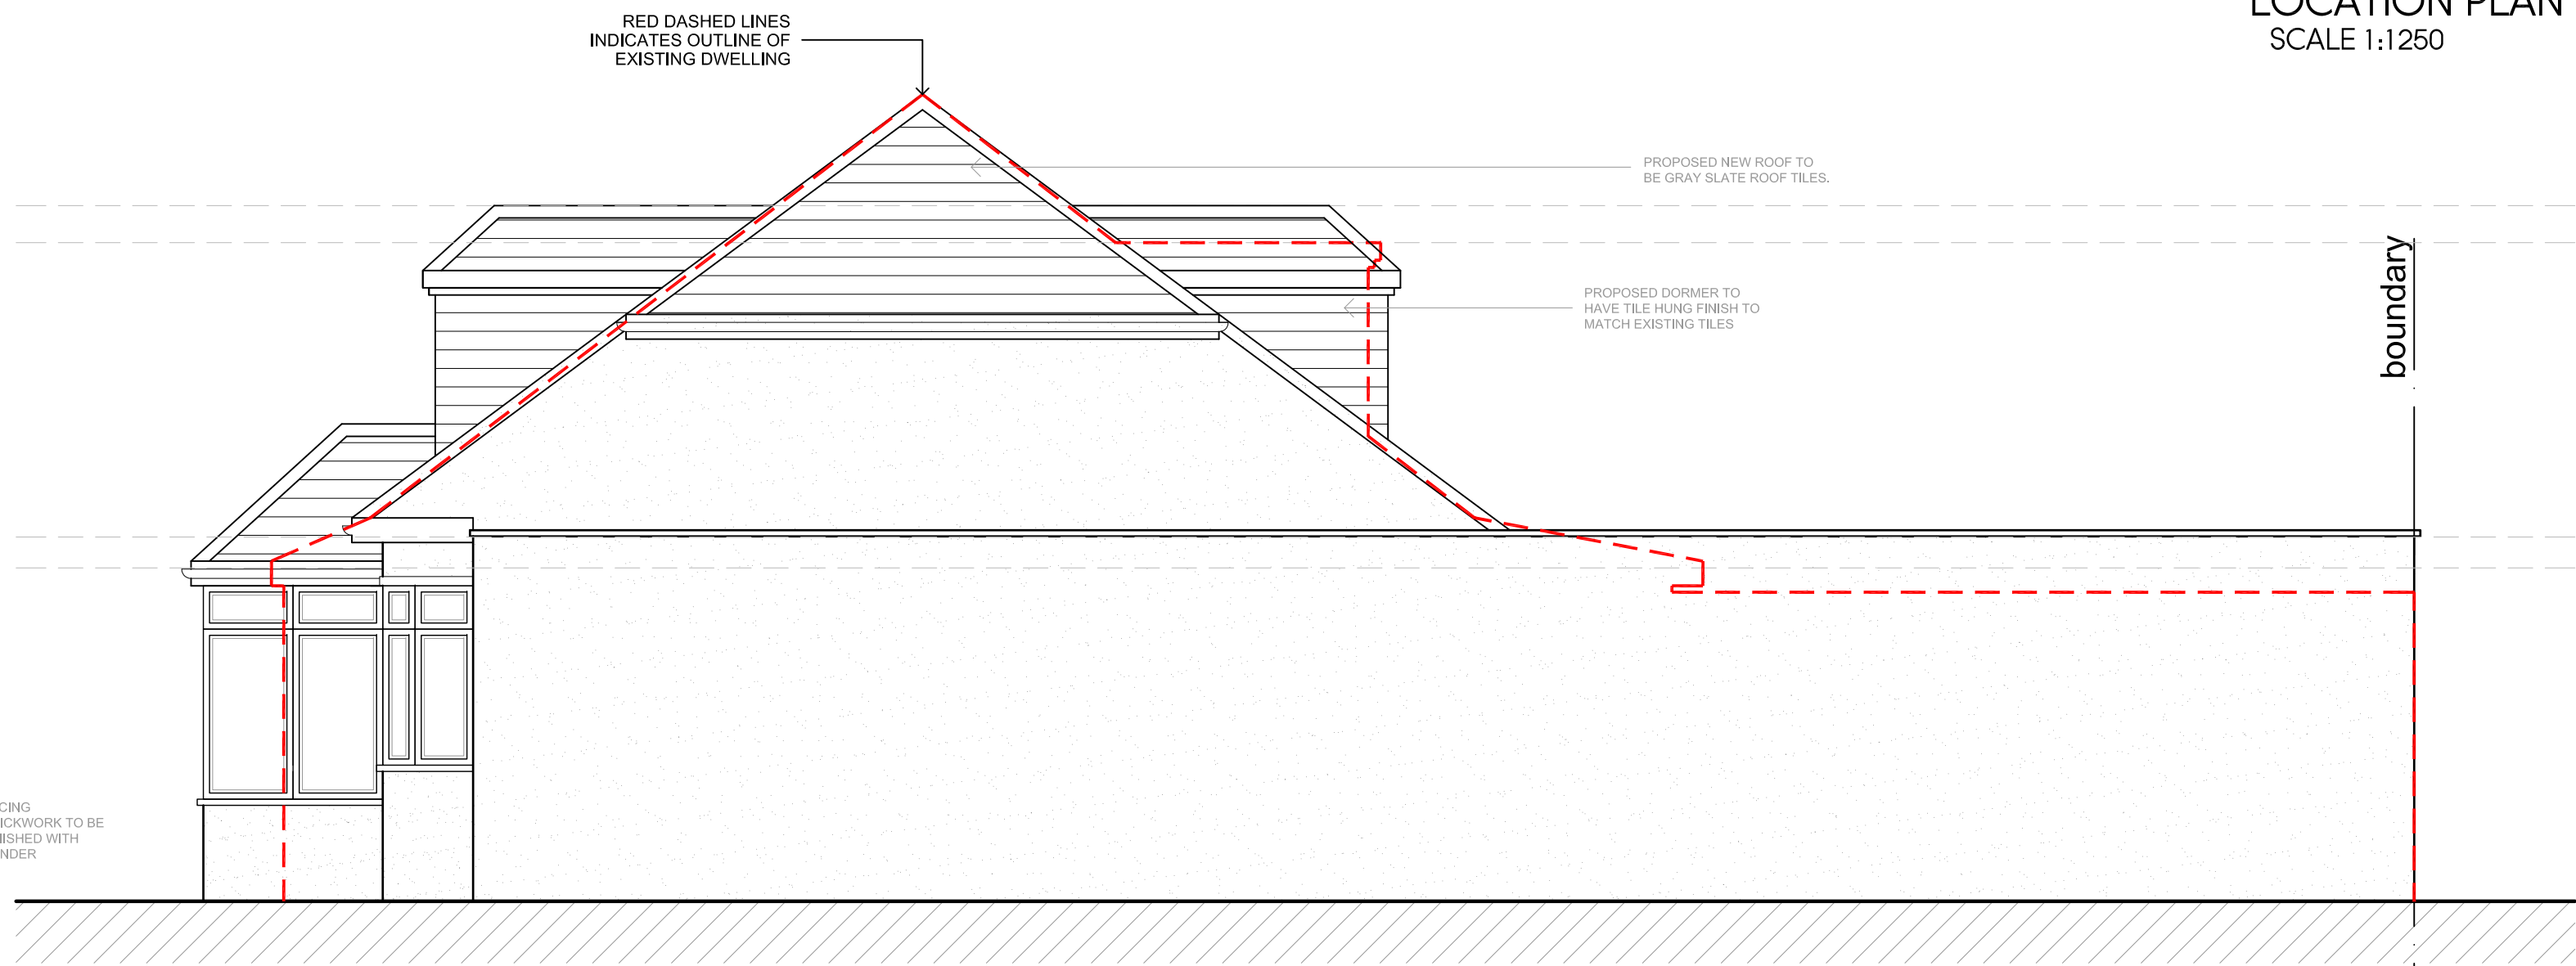 LOCATION PLAN
SCALE 1:1250
RED DASHED LINES
INDICATES OUTLINE OF
EXISTING DWELLING
PROPOSED NEW ROOF TO
BE GRAY SLATE ROOF TILES.
PROPOSED DORMER TO
HAVE TILE HUNG FINISH TO
MATCH EXISTING TILES
boundary
CING
ICKWORK TO BE
ISHED WITH
NDER